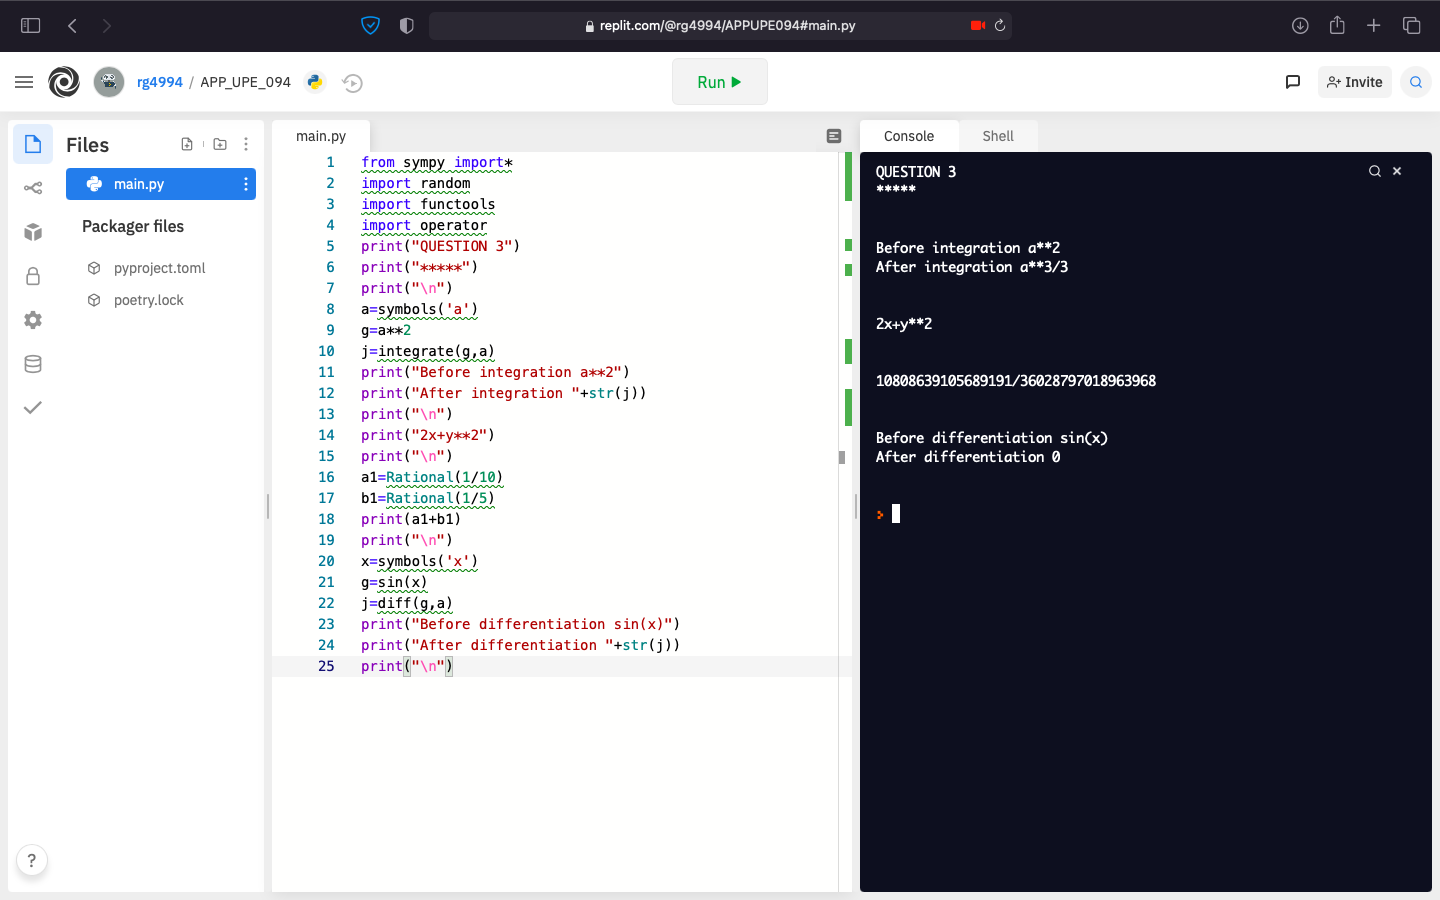 replit.com/@rg4994/APPUPE094#main.py
rg4994 / APP_UPE_094
Run
Invite
Files
main.py
Packager files
pyproject.toml
poetry.lock
?
main.py
1 from sympy import*
2 import random
3 import functools
4 import operator
5 print("QUESTION 3")
6 print("*****")
7 print("\n")
8 a=symbols('a')
9 g=a**2
10 j=integrate(g,a)
11 print("Before integration a**2")
12 print("After integration "+str(j))
13 print("\n")
14 print("2x+y**2")
15 print("\n")
16 a1=Rational(1/10)
17 b1=Rational(1/5)
18 print(a1+b1)
19 print("\n")
20 x=symbols('x')
21 g=sin(x)
22 j=diff(g,a)
23 print("Before differentiation sin(x)")
24 print("After differentiation "+str(j))
25 print("\n")
Console
Shell
QUESTION 3
*****
Before integration a**2
After integration a**3/3
2x+y**2
10808639105689191/36028797018963968
Before differentiation sin(x)
After differentiation 0